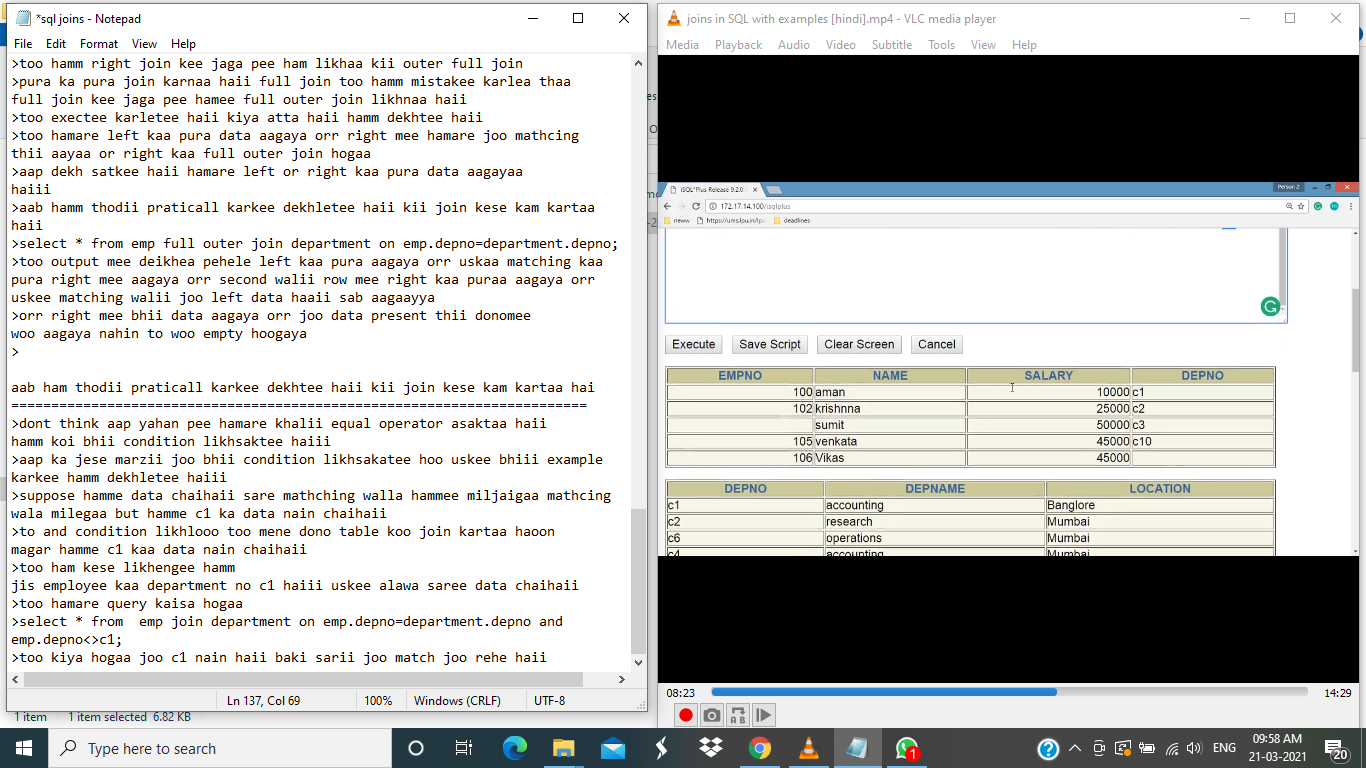 *sql joins - Notepad
File Edit Format View Help
>too hamm right join kee jaga pee ham likhaa kii outer full join
>pura ka pura join karnaa haii full join too hamm mistakee karlea thaa
full join kee jaga pee hamee full outer join likhnaa haii
>too exectee karletee haii kiya atta haii hamm dekhtee haii
>too hamare left kaa pura data aagaya orr right mee hamare joo mathcing
thii aayaa or right kaa full outer join hogaa
>aap dekh satkee haii hamare left or right kaa pura data aagayaa
haiii
>aab hamm thodii praticall karkee dekhletee haii kii join kese kam kartaa
haii
>select * from emp full outer join department on emp.depno=department.depno;
>too output mee deikhea pehele left kaa pura aagaya orr uskaa matching kaa
pura right mee aagaya orr second walii row mee right kaa puraa aagaya orr
uskee matching walii joo left data haaii sab aagaayya
>orr right mee bhii data aagaya orr joo data present thii donomee
woo aagaya nahin to woo empty hoogaya
>
aab ham thodii praticall karkee dekhtee haii kii join kese kam kartaa hai
=========================================================================
>dont think aap yahan pee hamare khalii equal operator asaktaa haii
hamm koi bhii condition likhsaktee haiii
>aap ka jese marzii joo bhii condition likhsakatee hoo uskee bhiii example
karkee hamm dekhletee haiii
>suppose hamme data chaihaii sare mathching walla hammee miljaigaa mathcing
wala milegaa but hamme c1 ka data nain chaihaii
>to and condition likhlooo too mene dono table koo join kartaa haoon
magar hamme c1 kaa data nain chaihaii
>too ham kese likhengee hamm
jis employee kaa department no c1 haiii uskee alawa saree data chaihaii
>too hamare query kaisa hogaa
>select * from  emp join department on emp.depno=department.depno and
emp.depno<>c1;
>too kiya hogaa joo c1 nain haii baki sarii joo match joo rehe haii
Ln 137, Col 69 100% Windows (CRLF) UTF-8
1 item 1 item selected 6.82 KB
joins in SQL with examples [hindi].mp4 - VLC media player
Media Playback Audio Video Subtitle Tools View Help
iSQL*Plus Release 9.2.0. Person 2
172.17.14.100/isqlplus
neww https://ums.lpu.in/lpu deadlines
Execute Save Script Clear Screen Cancel
EMPNO NAME SALARY DEPNO
100 aman 10000 c1
102 krishnna 25000 c2
sumit 50000 c3
105 venkata 45000 c10
106 Vikas 45000
DEPNO DEPNAME LOCATION
c1 accounting Banglore
c2 research Mumbai
c6 operations Mumbai
c4 accounting Mumbai
08:23 14:29
Type here to search
1
ENG
09:58 AM
21-03-2021
20